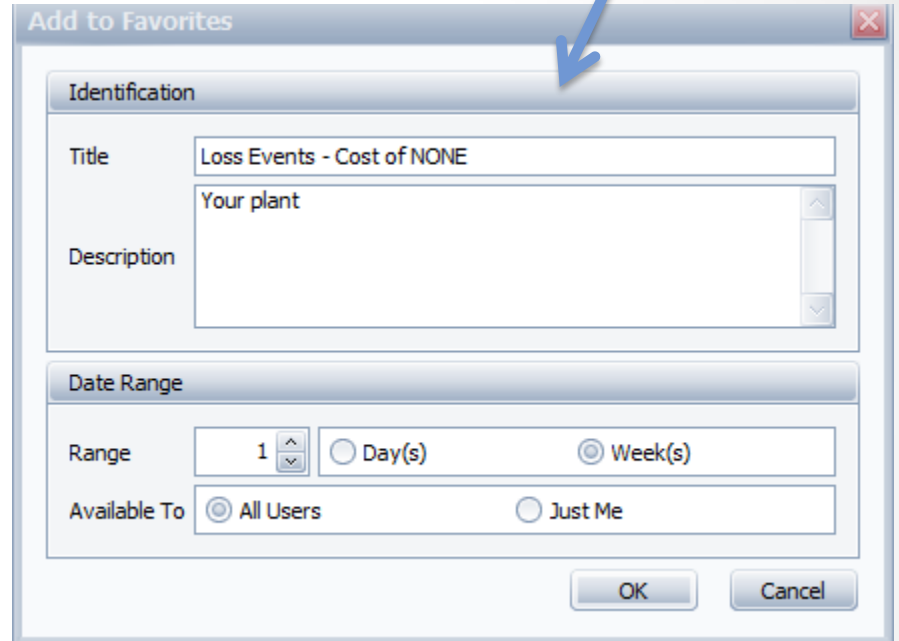 Add to Favorites
Identification
Title Loss Events - Cost of NONE
Description Your plant
Date Range
Range 1 Day(s) Week(s)
Available To All Users Just Me
OK Cancel